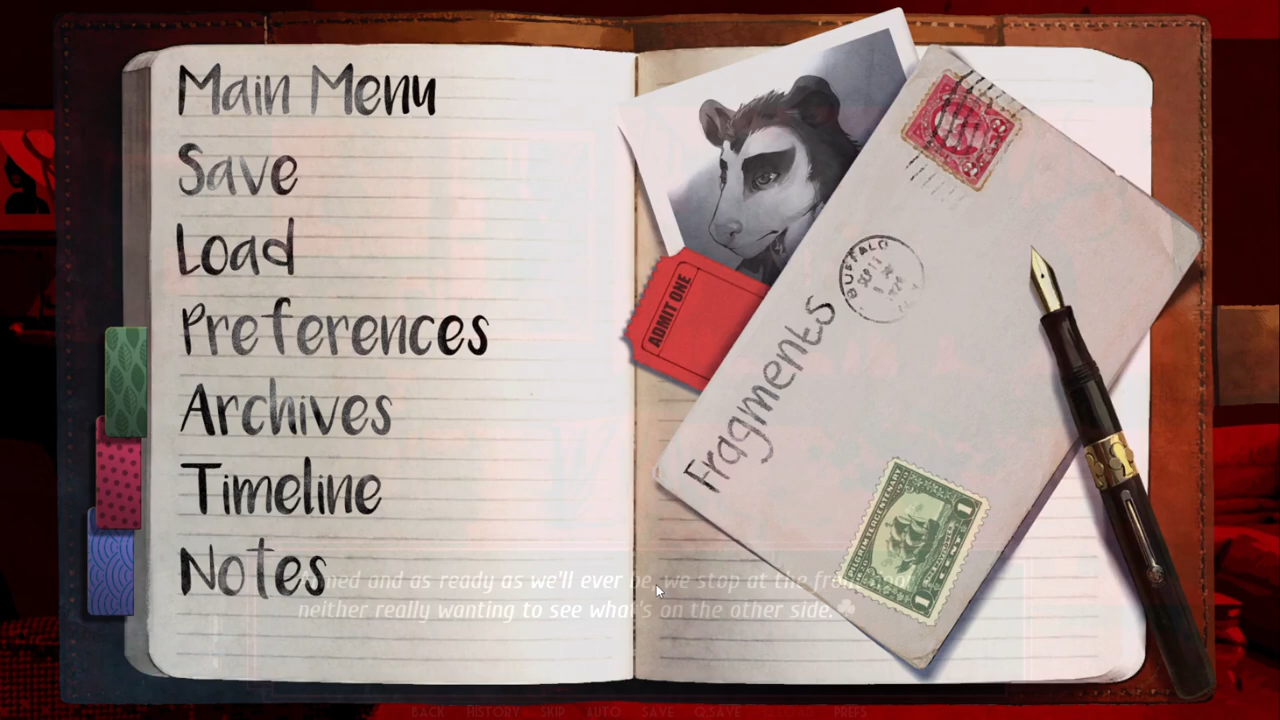 Main Menu
Save
Load
Preferences
Archives
Timeline
Notes
ADMIT ONE
BUFFALO
Fragments
and as ready as we'll ever be, we stop at the
neither really wanting to see what's on the other side.
BACK HISTORY SKIP AUTO SAVE Q.SAVE PREFS